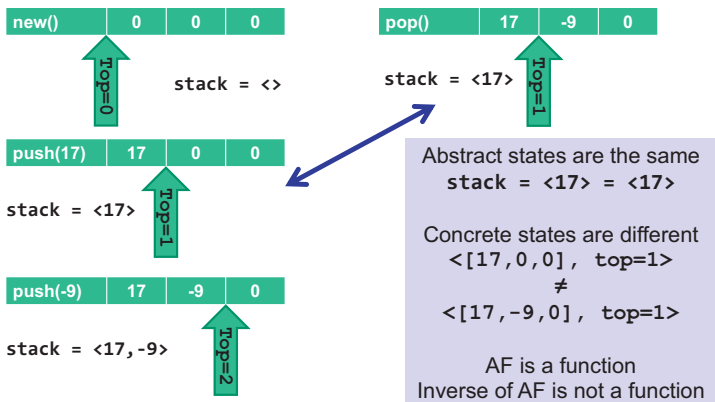 new() 0 0 0
Top=0
stack = <>
push(17) 17 0 0
stack = <17>
Top=1
push(-9) 17 -9 0
stack = <17,-9>
Top=2
pop() 17 -9 0
stack = <17>
Top=1
Abstract states are the same
stack = <17> = <17>
Concrete states are different
<[17,0,0], top=1>
≠
<[17,-9,0], top=1>
AF is a function
Inverse of AF is not a function